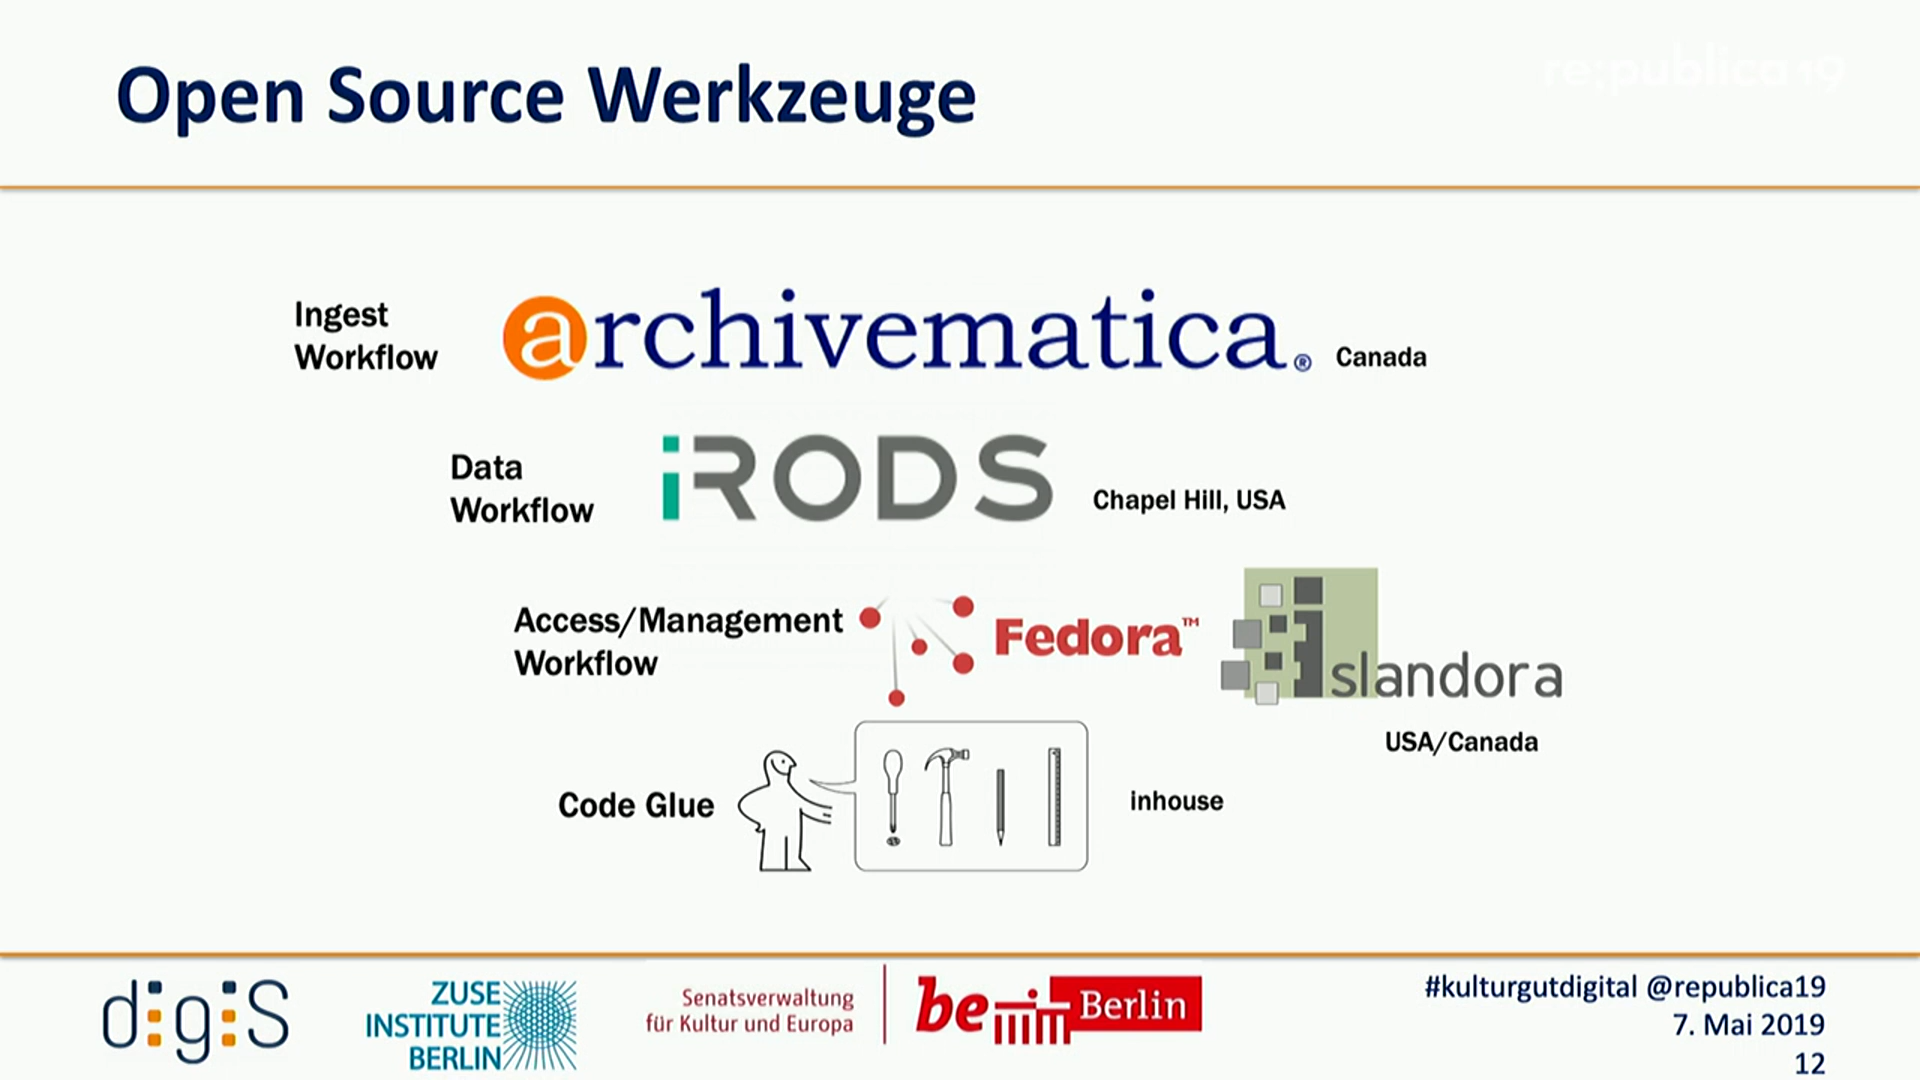 re;publica19
Open Source Werkzeuge
Ingest
Workflow
archivematica® Canada
Data
Workflow
iRODS
Chapel Hill, USA
Access/Management
Workflow
Fedora™
islandora
USA/Canada
Code Glue
inhouse
digiS
ZUSE
INSTITUTE
BERLIN
Senatsverwaltung
für Kultur und Europa
be Berlin
#kulturgutdigital @republica19
7. Mai 2019
12